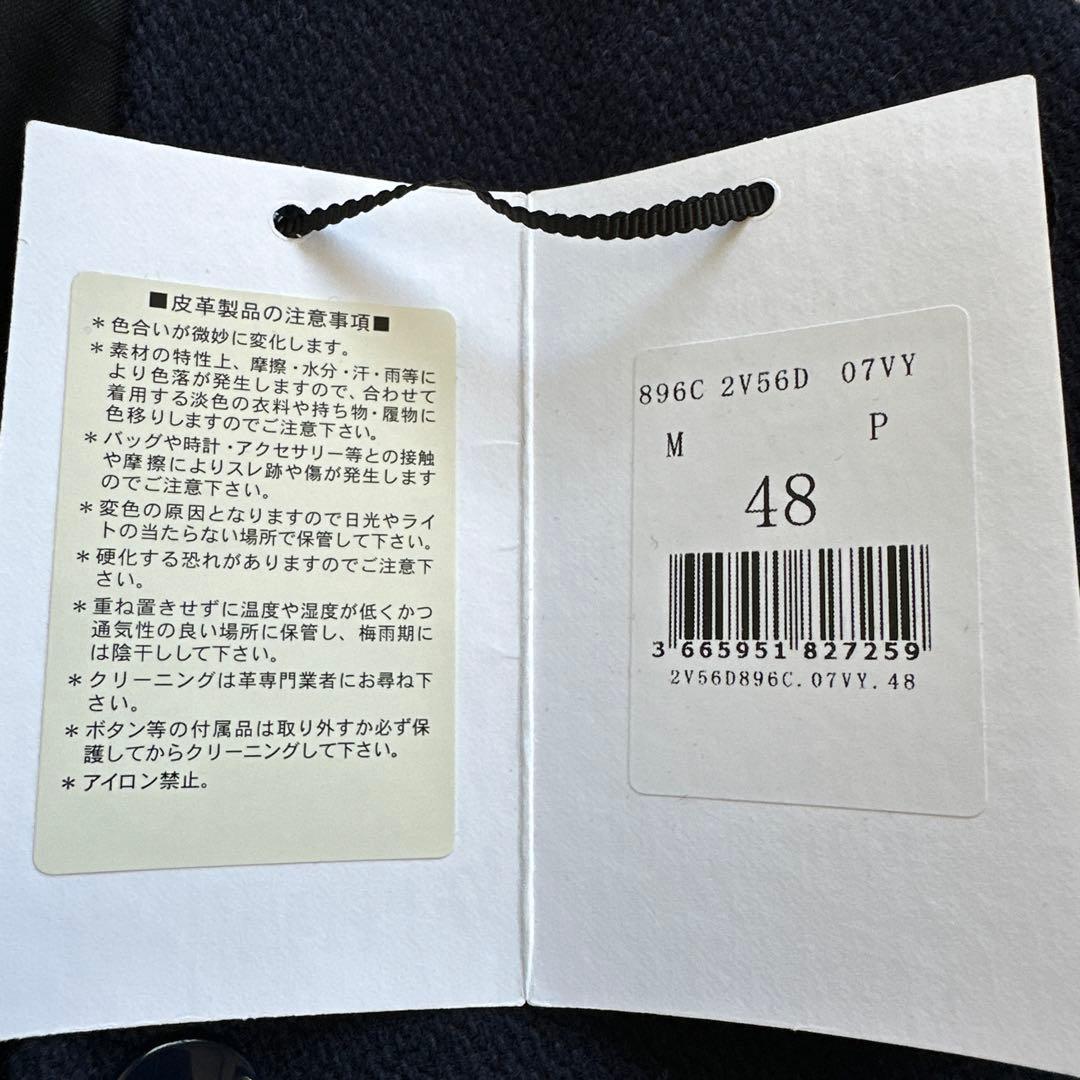 ■皮革製品の注意事項■
＊色合いが微妙に変化します。
＊素材の特性上、摩擦・水分・汗・雨等に
より色落が発生しますので、合わせて
着用する淡色の衣料や持ち物・履物に
色移りしますのでご注意下さい。
＊バッグや時計・アクセサリー等との接触
や摩擦によりスレ跡や傷が発生します
のでご注意下さい。
＊変色の原因となりますので日光やライ
トの当たらない場所で保管して下さい。
＊硬化する恐れがありますのでご注意下
さい。
＊重ね置きせずに温度や湿度が低くかつ
通気性の良い場所に保管し、梅雨期に
は陰干しして下さい。
＊クリーニングは革専門業者にお尋ね下
さい。
＊ボタン等の付属品は取り外すか必ず保
護してからクリーニングして下さい。
＊アイロン禁止。
896C 2V56D 07VY
M P
48
3 665951 827259
2V56D896C.07VY.48